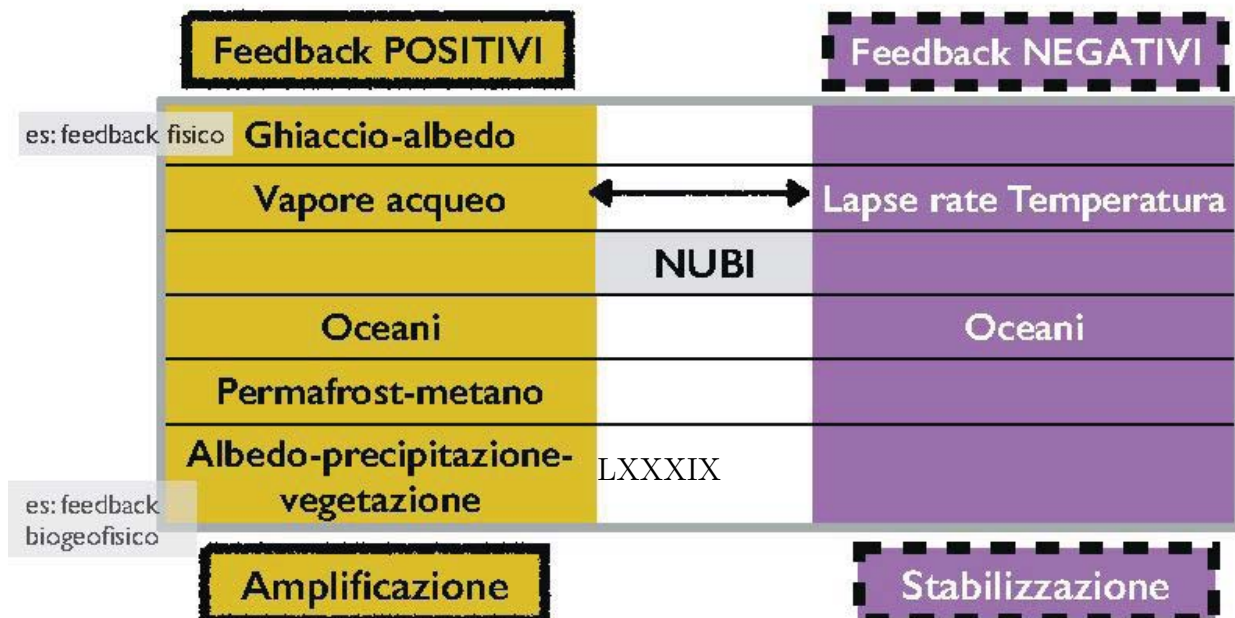 Feedback POSITIVI
Feedback NEGATIVI
es: feedback fisico
Ghiaccio-albedo
Vapore acqueo
Lapse rate Temperatura
NUBI
Oceani
Oceani
Permafrost-metano
Albedo-precipitazione-
vegetazione
LXXXIX
es: feedback
biogeofisico
Amplificazione
Stabilizzazione